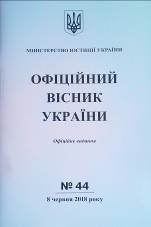 МІНІСТЕРСТВО ЮСТИЦІЇ УКРАЇНИ
ОФІЦІЙНИЙ
ВІСНИК
УКРАЇНИ
Офіційне видання
№ 44
8 червня 2018 року